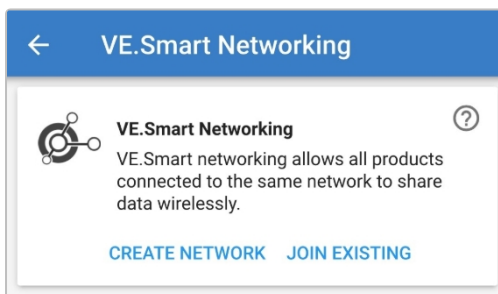 VE.Smart Networking
VE.Smart Networking
VE.Smart networking allows all products
connected to the same network to share
data wirelessly.
CREATE NETWORK JOIN EXISTING